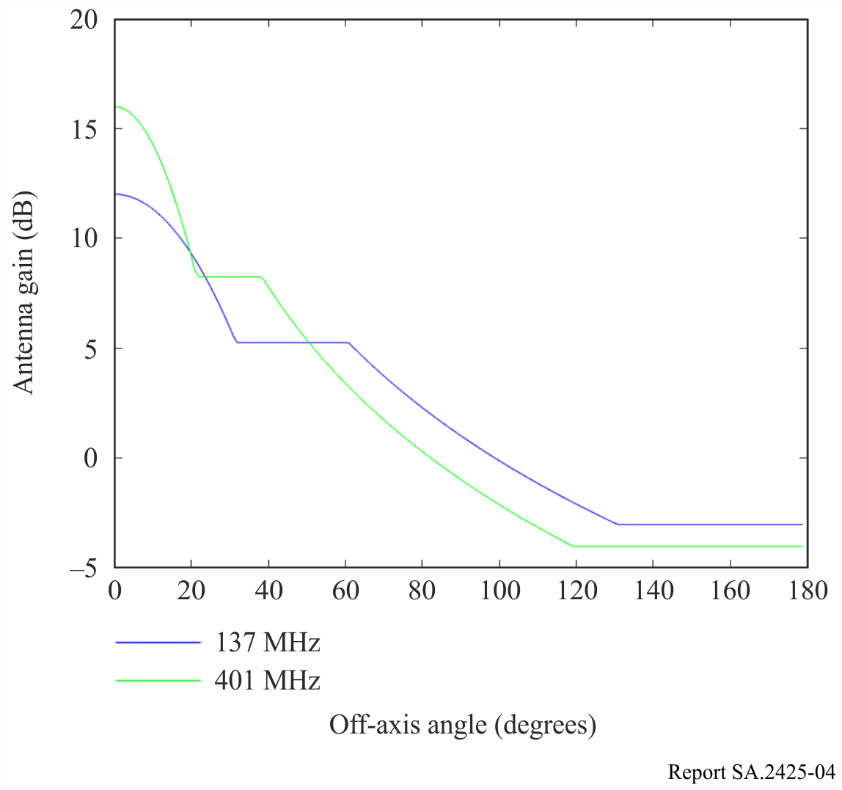 20
15
10
5
0
–5
Antenna gain (dB)
0 20 40 60 80 100 120 140 160 180
137 MHz
401 MHz
Off-axis angle (degrees)
Report SA.2425-04